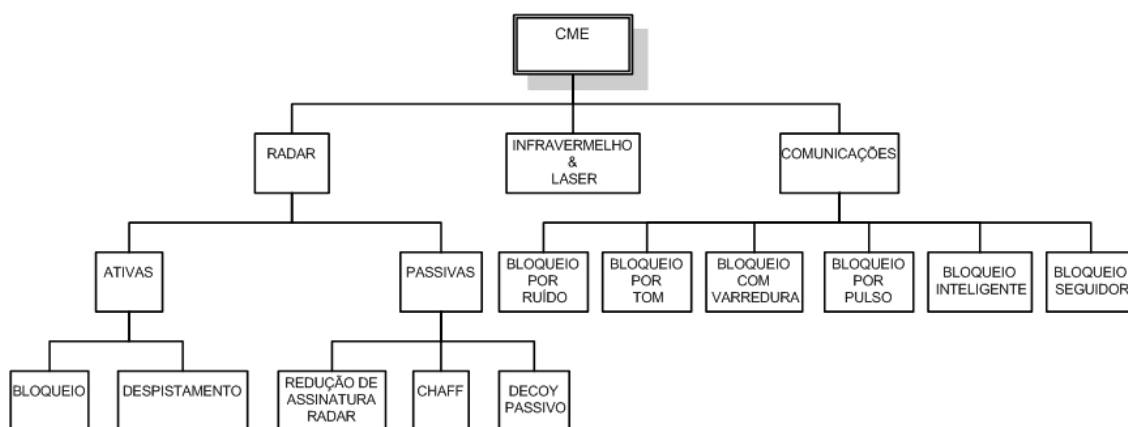 CME
RADAR
INFRAVERMELHO
&
LASER
COMUNICAÇÕES
ATIVAS
PASSIVAS
BLOQUEIO
POR
RUÍDO
BLOQUEIO
POR
TOM
BLOQUEIO
COM
VARREDURA
BLOQUEIO
POR
PULSO
BLOQUEIO
INTELIGENTE
BLOQUEIO
SEGUIDOR
BLOQUEIO
DESPISTAMENTO
REDUÇÃO DE
ASSINATURA
RADAR
CHAFF
DECOY
PASSIVO